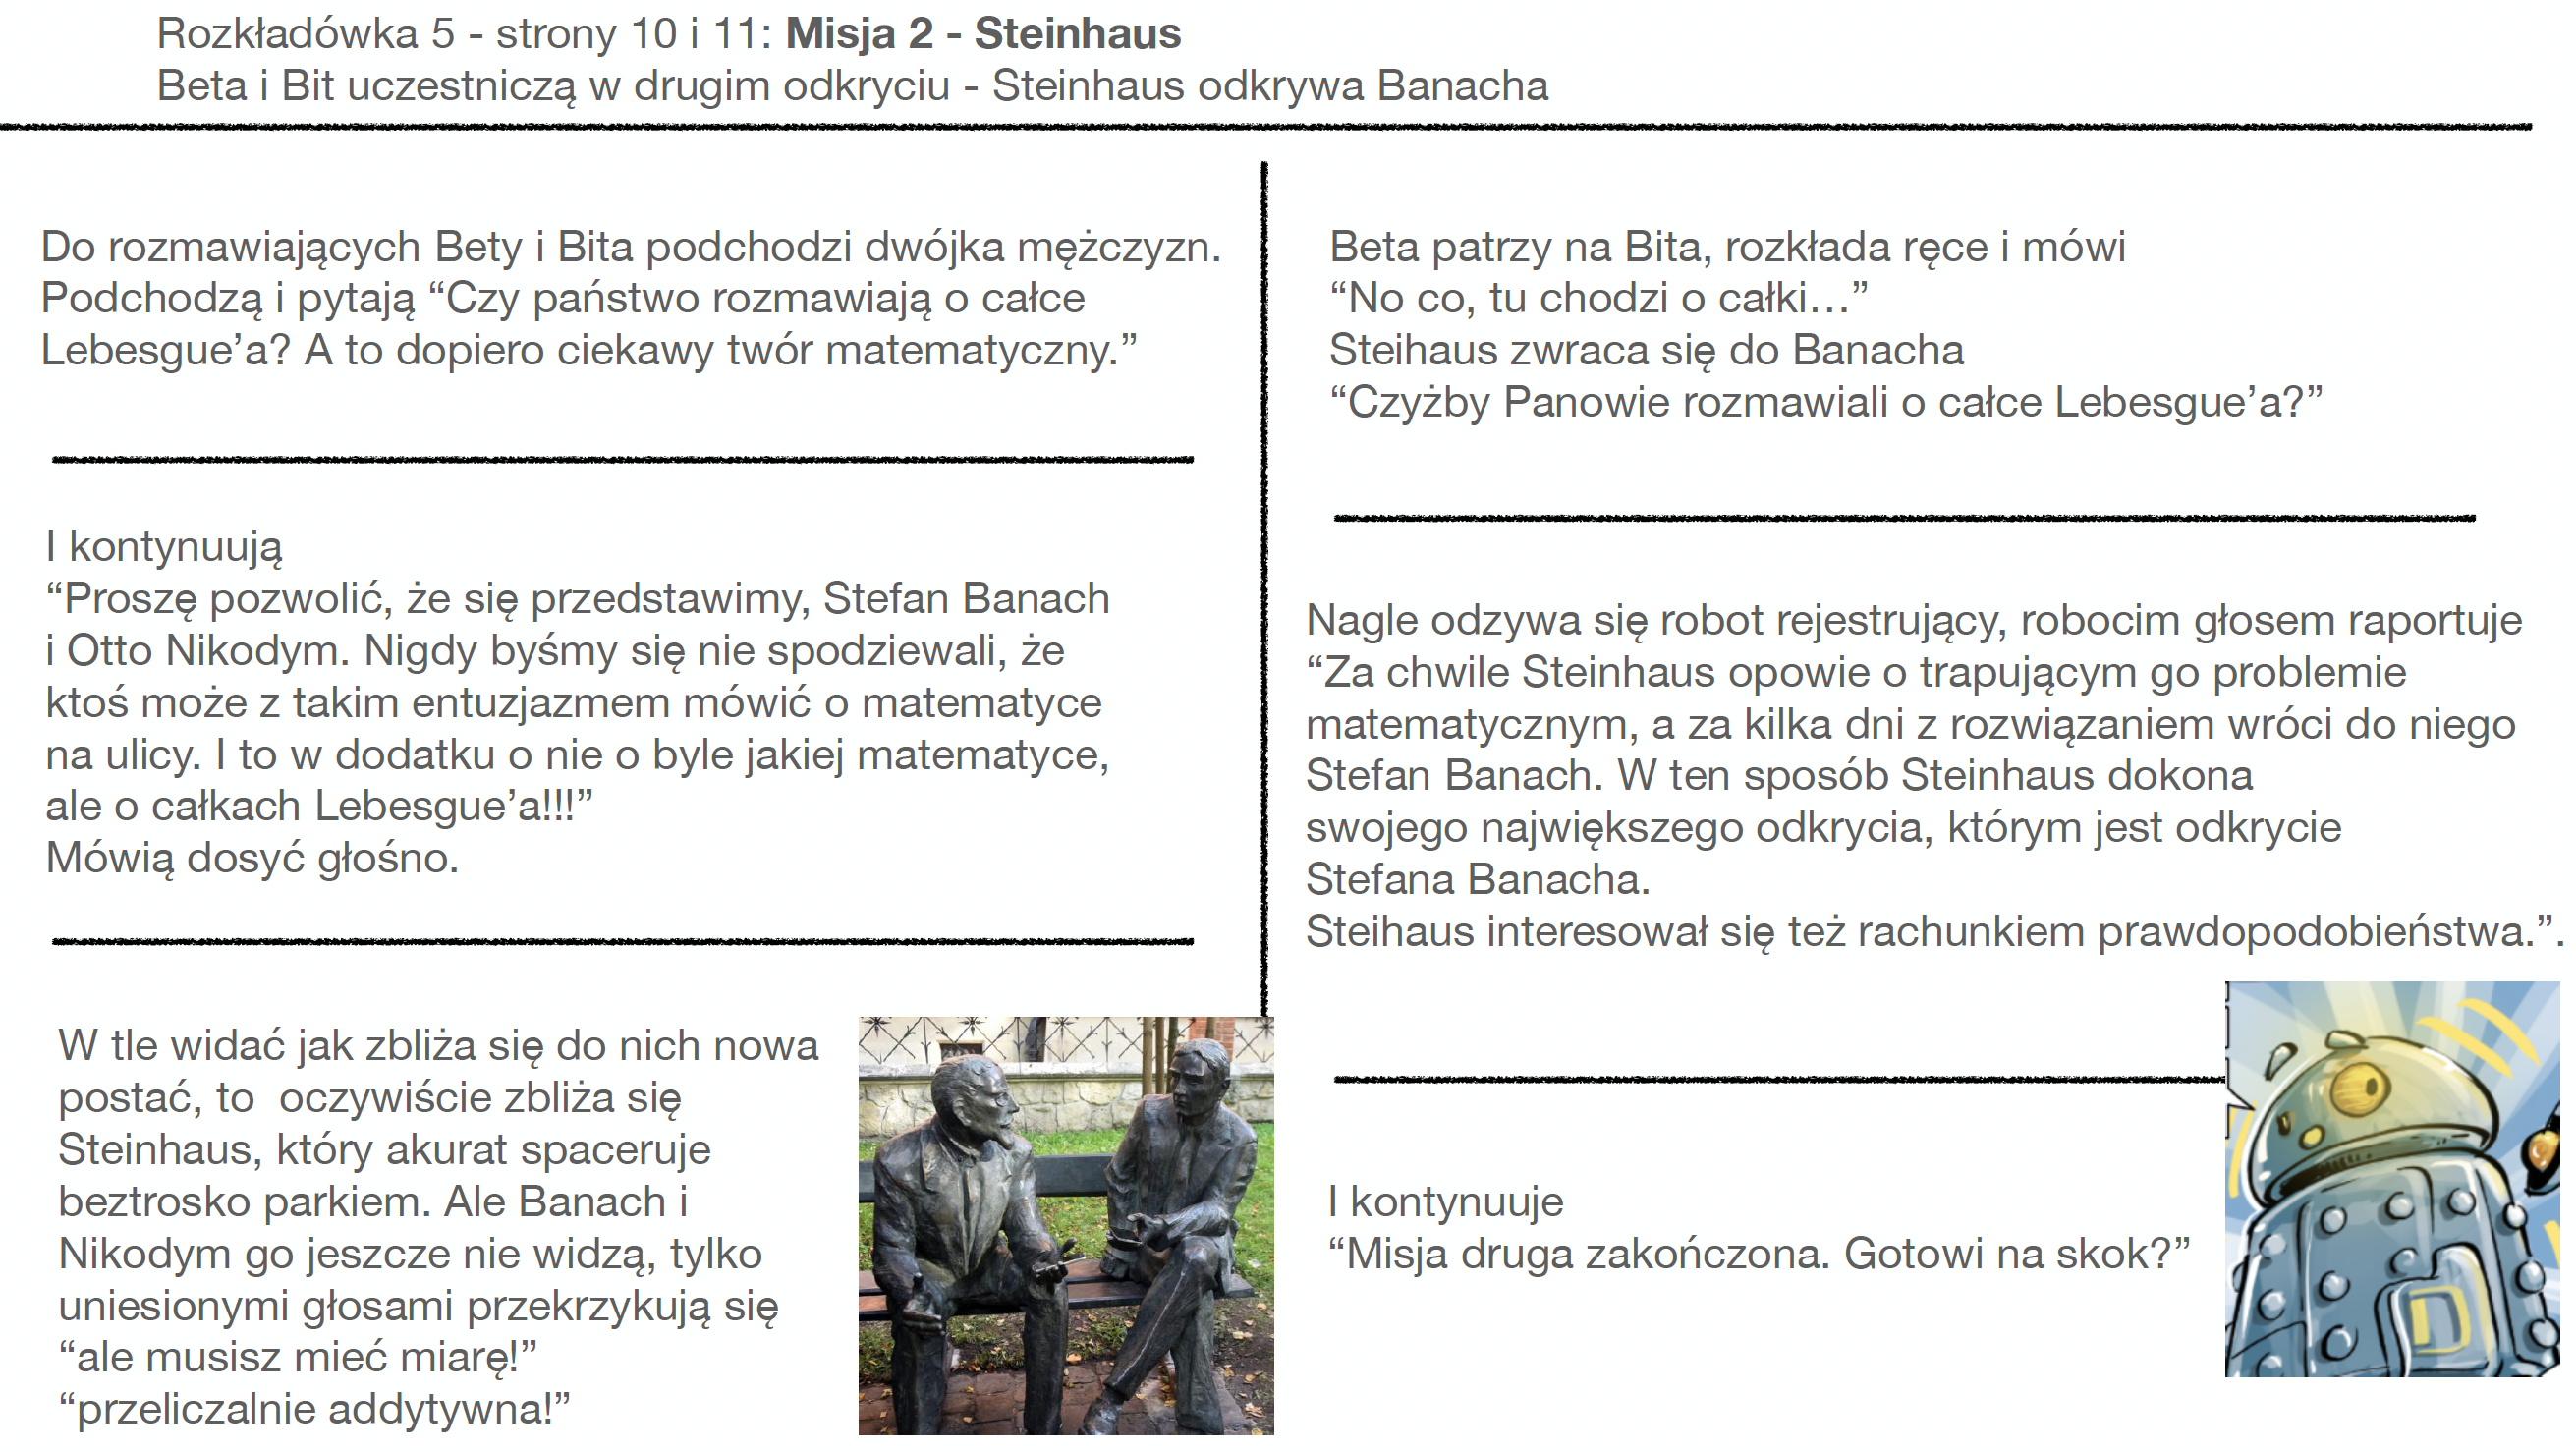 Rozkładówka 5 - strony 10 i 11: Misja 2 - Steinhaus
Beta i Bit uczestniczą w drugim odkryciu - Steinhaus odkrywa Banacha
Do rozmawiających Bety i Bita podchodzi dwójka mężczyzn.
Podchodzą i pytają “Czy państwo rozmawiają o całce
Lebesgue’a? A to dopiero ciekawy twór matematyczny.”
I kontynuują
“Proszę pozwolić, że się przedstawimy, Stefan Banach
i Otto Nikodym. Nigdy byśmy się nie spodziewali, że
ktoś może z takim entuzjazmem mówić o matematyce
na ulicy. I to w dodatku o nie o byle jakiej matematyce,
ale o całkach Lebesgue’a!!!”
Mówią dosyć głośno.
W tle widać jak zbliża się do nich nowa
postać, to  oczywiście zbliża się
Steinhaus, który akurat spaceruje
beztrosko parkiem. Ale Banach i
Nikodym go jeszcze nie widzą, tylko
uniesionymi głosami przekrzykują się
“ale musisz mieć miarę!”
“przeliczalnie addytywna!”
Beta patrzy na Bita, rozkłada ręce i mówi
“No co, tu chodzi o całki…”
Steihaus zwraca się do Banacha
“Czyżby Panowie rozmawiali o całce Lebesgue’a?”
Nagle odzywa się robot rejestrujący, robocim głosem raportuje
“Za chwile Steinhaus opowie o trapującym go problemie
matematycznym, a za kilka dni z rozwiązaniem wróci do niego
Stefan Banach. W ten sposób Steinhaus dokona
swojego największego odkrycia, którym jest odkrycie
Stefana Banacha.
Steihaus interesował się też rachunkiem prawdopodobieństwa.”.
I kontynuuje
“Misja druga zakończona. Gotowi na skok?”